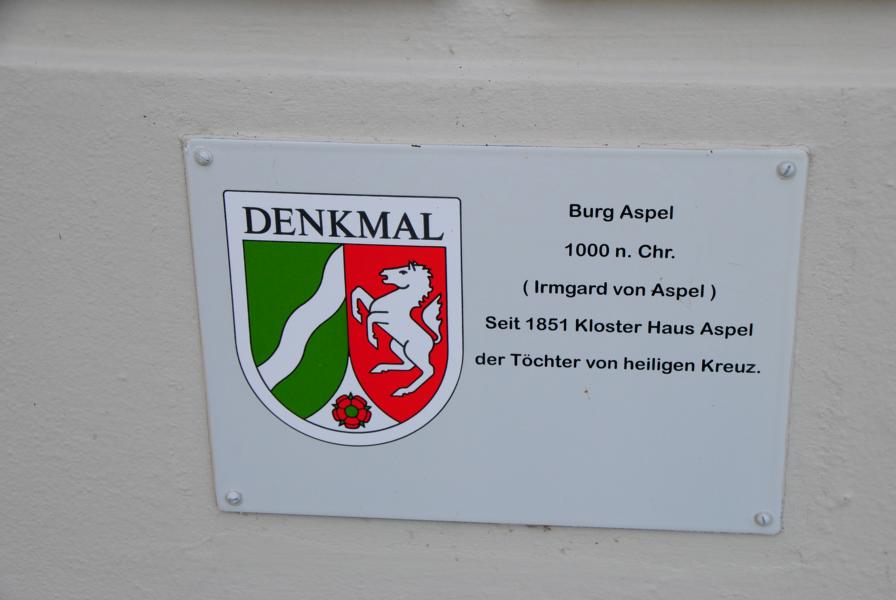 DENKMAL
Burg Aspel
1000 n. Chr.
( Irmgard von Aspel )
Seit 1851 Kloster Haus Aspel
der Töchter von heiligen Kreuz.